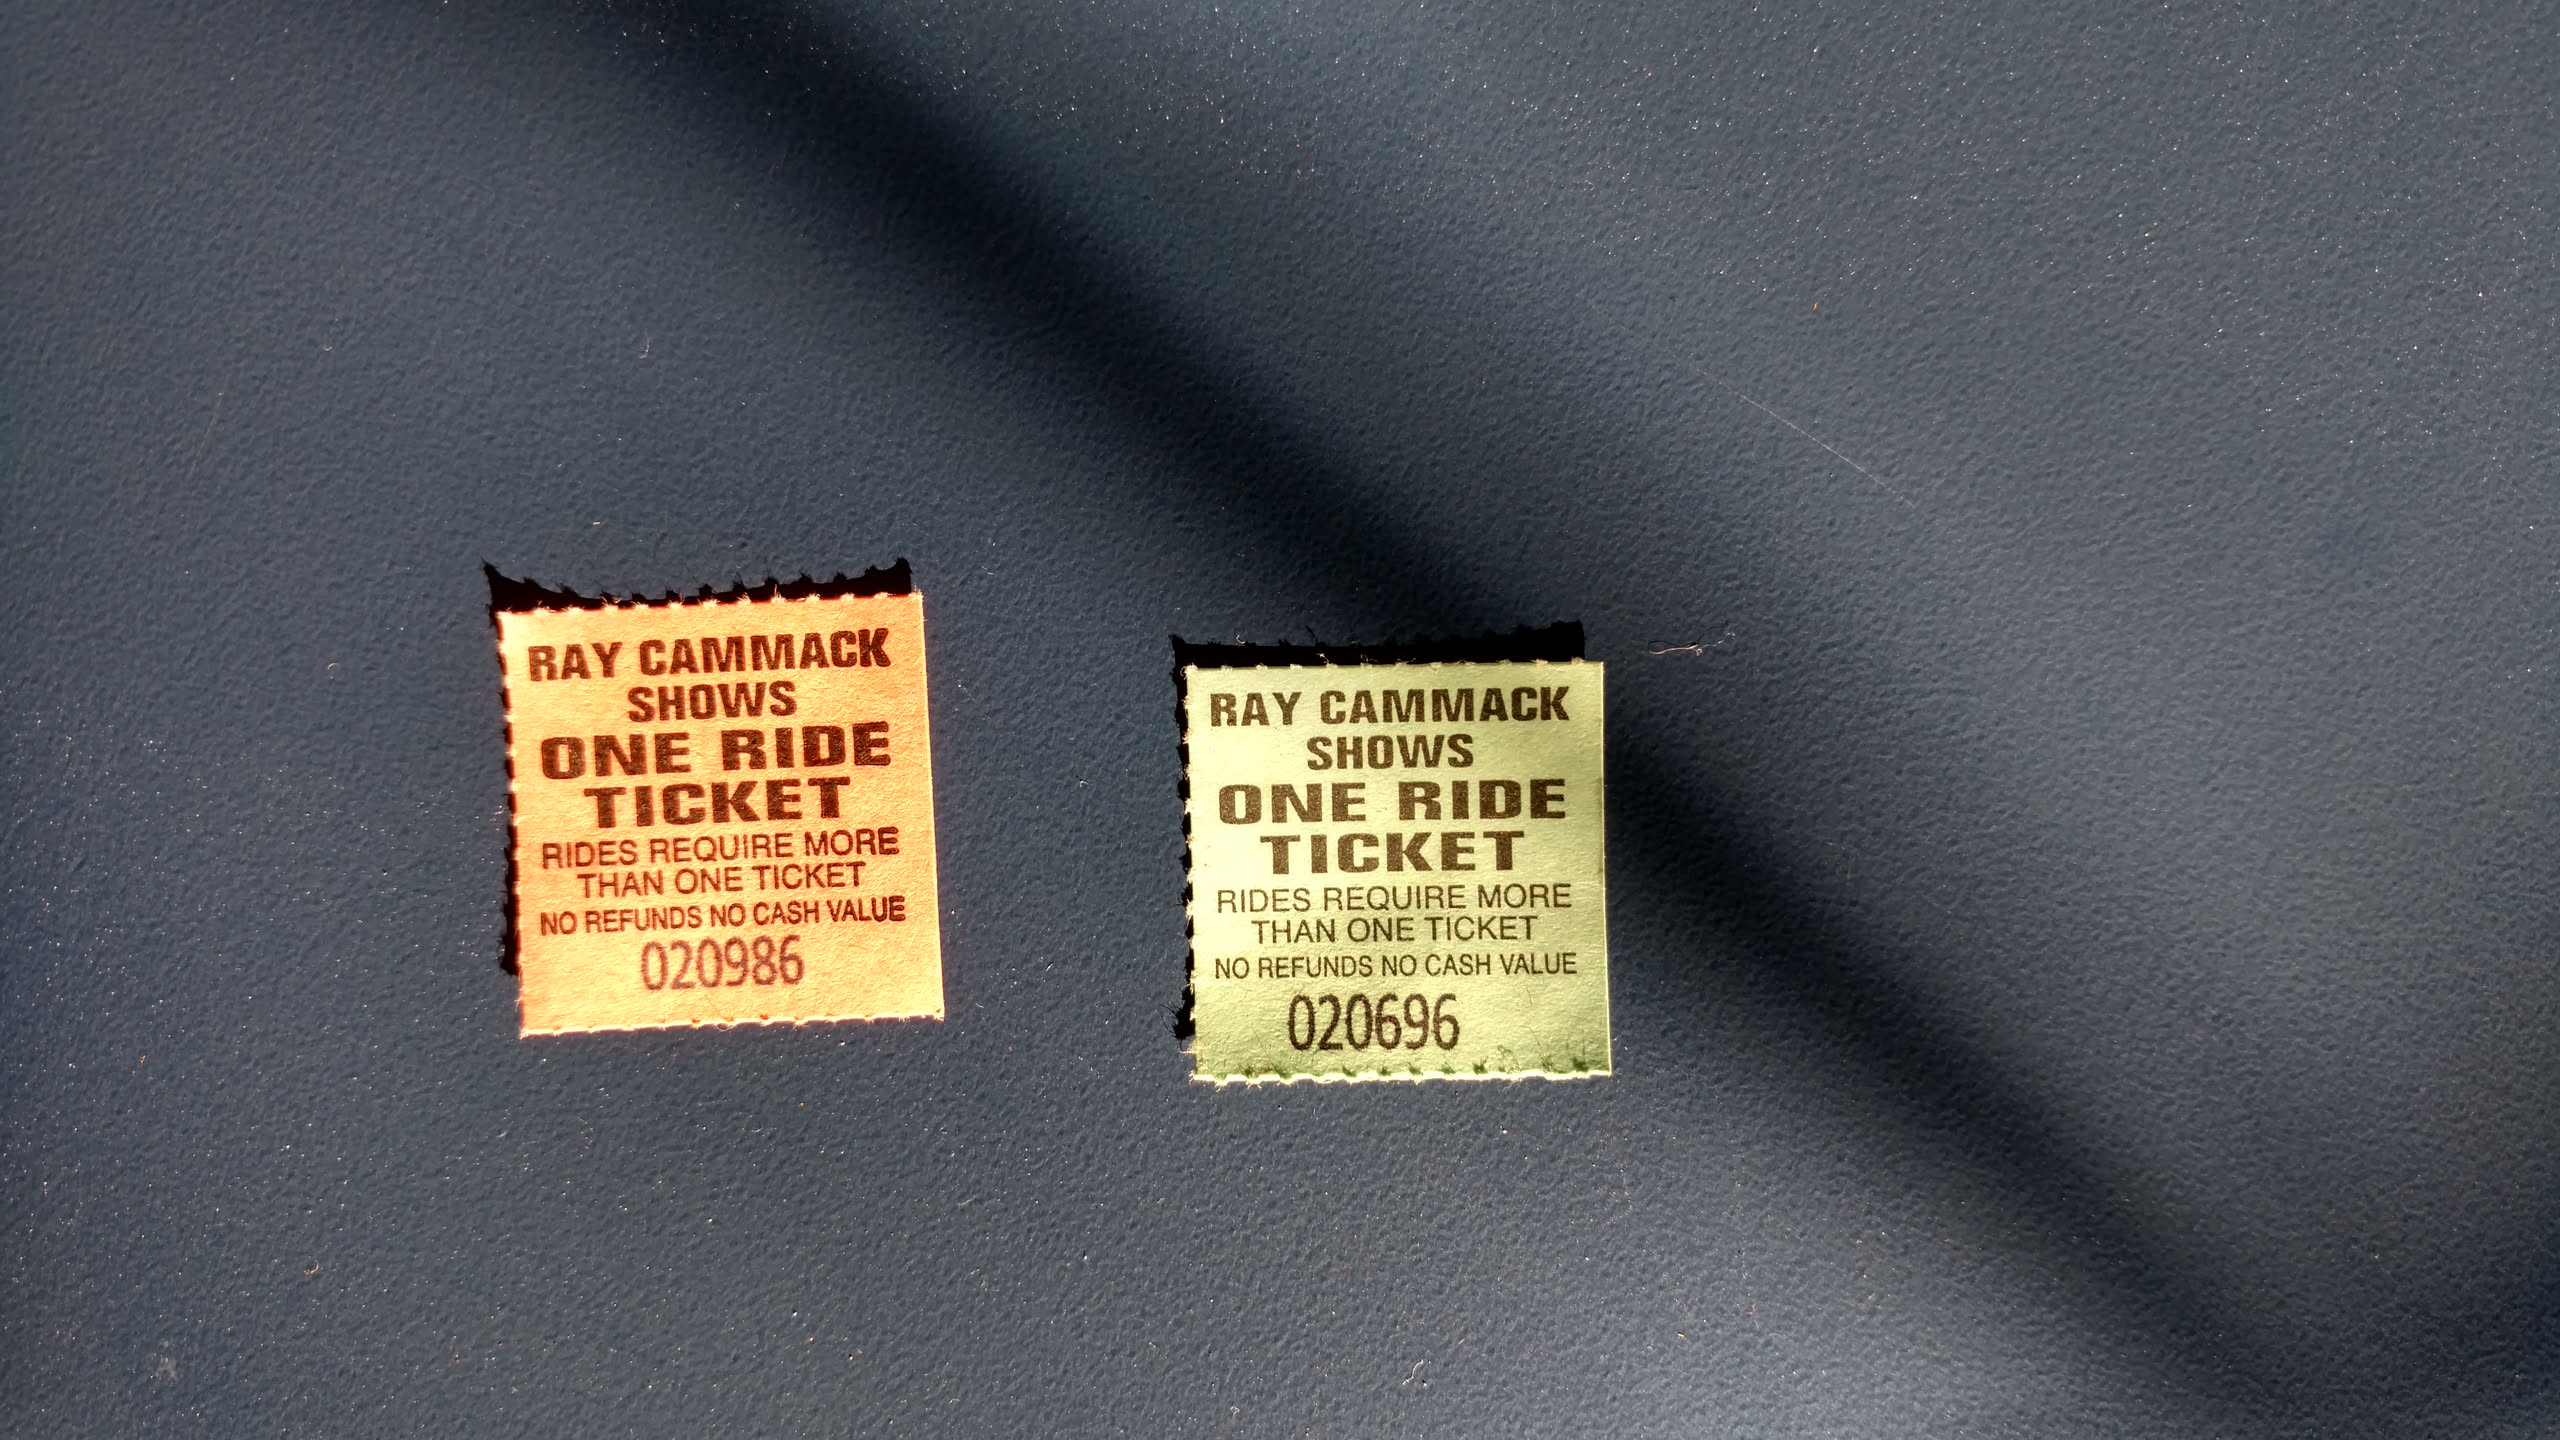 RAY CAMMACK
SHOWS
ONE RIDE
TICKET
RIDES REQUIRE MORE
THAN ONE TICKET
NO REFUNDS NO CASH VALUE
020986
RAY CAMMACK
SHOWS
ONE RIDE
TICKET
RIDES REQUIRE MORE
THAN ONE TICKET
NO REFUNDS NO CASH VALUE
020696